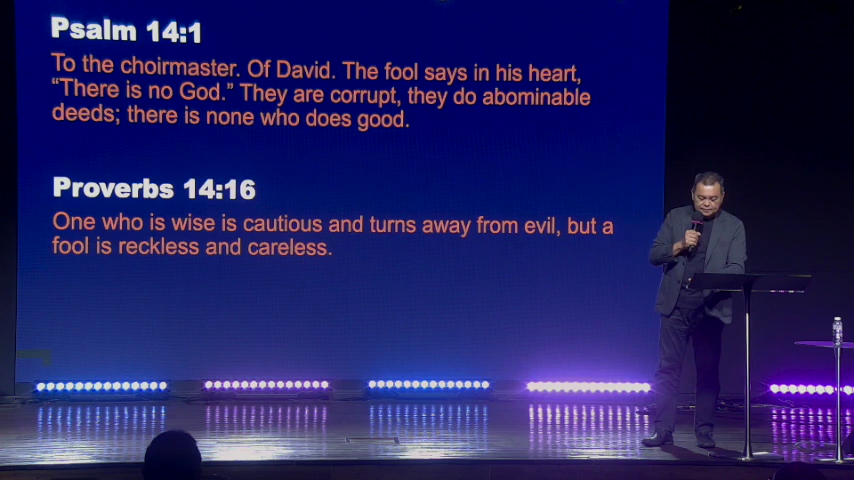 Psalm 14:1
To the choirmaster. Of David. The fool says in his heart,
“There is no God.” They are corrupt, they do abominable
deeds; there is none who does good.
Proverbs 14:16
One who is wise is cautious and turns away from evil, but a
fool is reckless and careless.